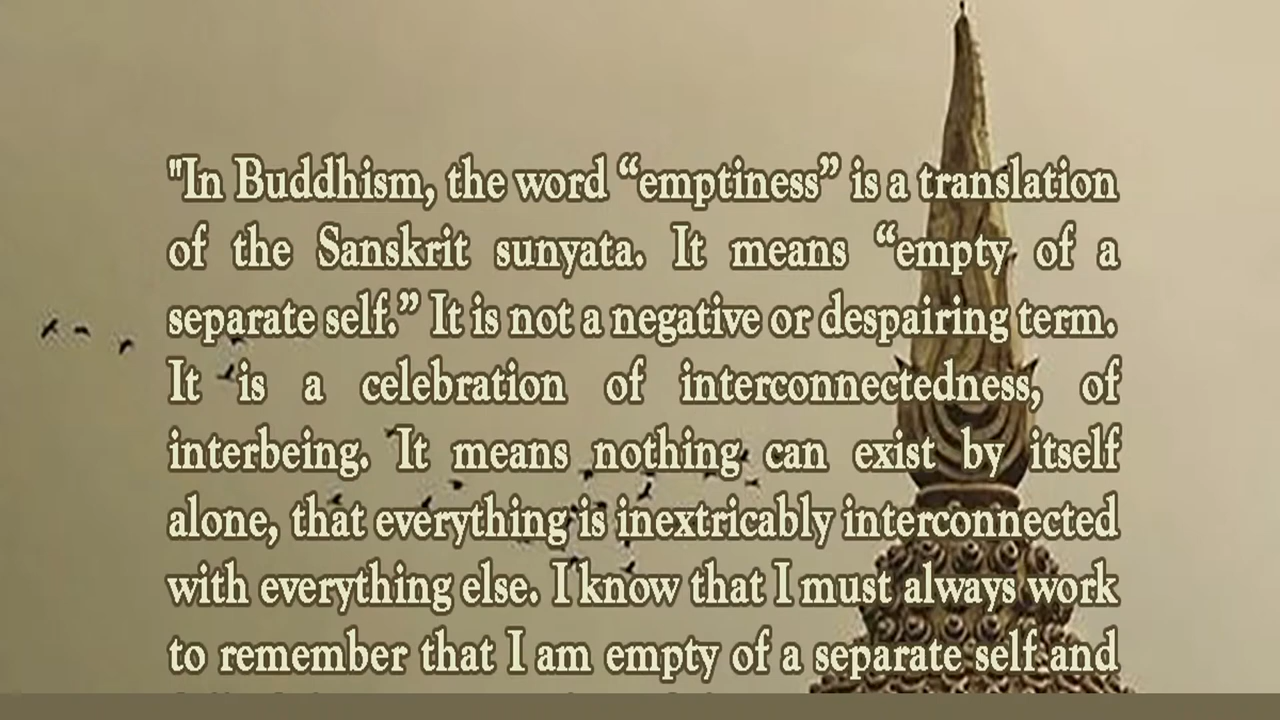 "In Buddhism, the word “emptiness” is a translation
of the Sanskrit sunyata. It means “empty of a
separate self.” It is not a negative or despairing term.
It is a celebration of interconnectedness, of
interbeing. It means nothing can exist by itself
alone, that everything is inextricably interconnected
with everything else. I know that I must always work
to remember that I am empty of a separate self and